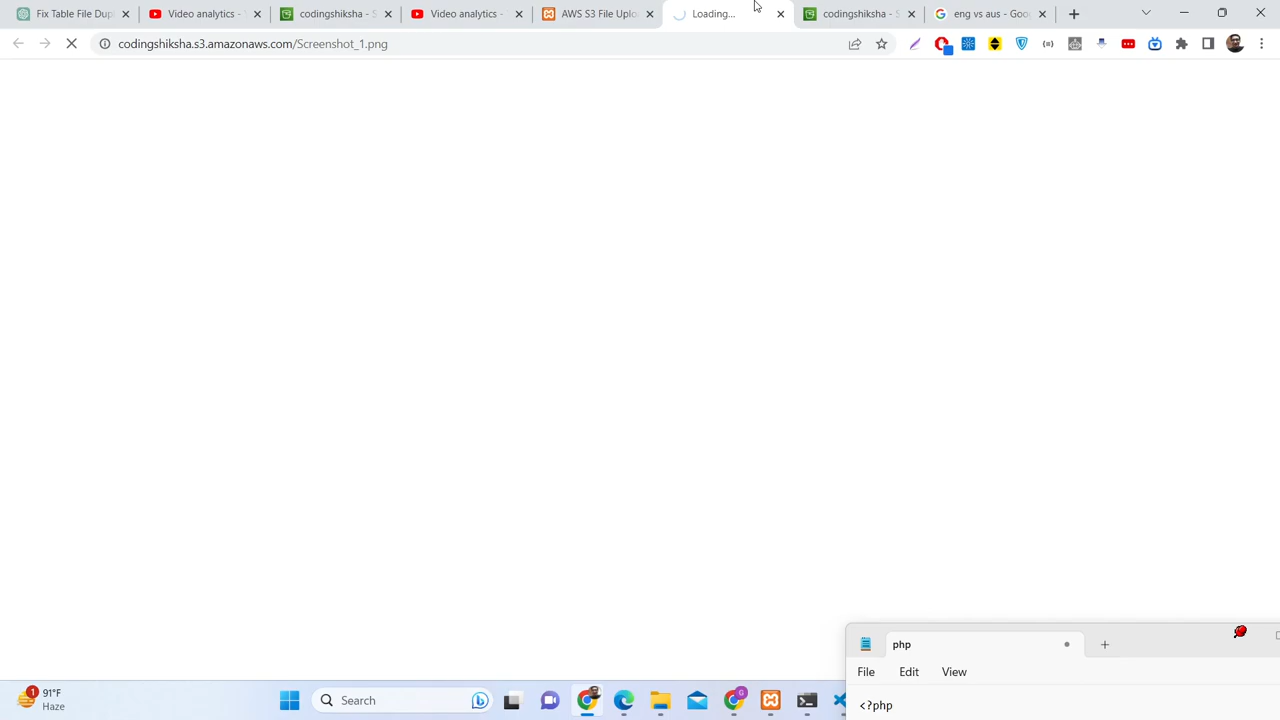 Fix Table File Dup
Video analytics -
codingshiksha - S
Video analytics -
AWS S3 File Uplo
Loading...
codingshiksha -
eng vs aus - Goo
codingshiksha.s3.amazonaws.com/Screenshot_1.png
php
File Edit View
<?php
1
91°F
Haze
Search
G